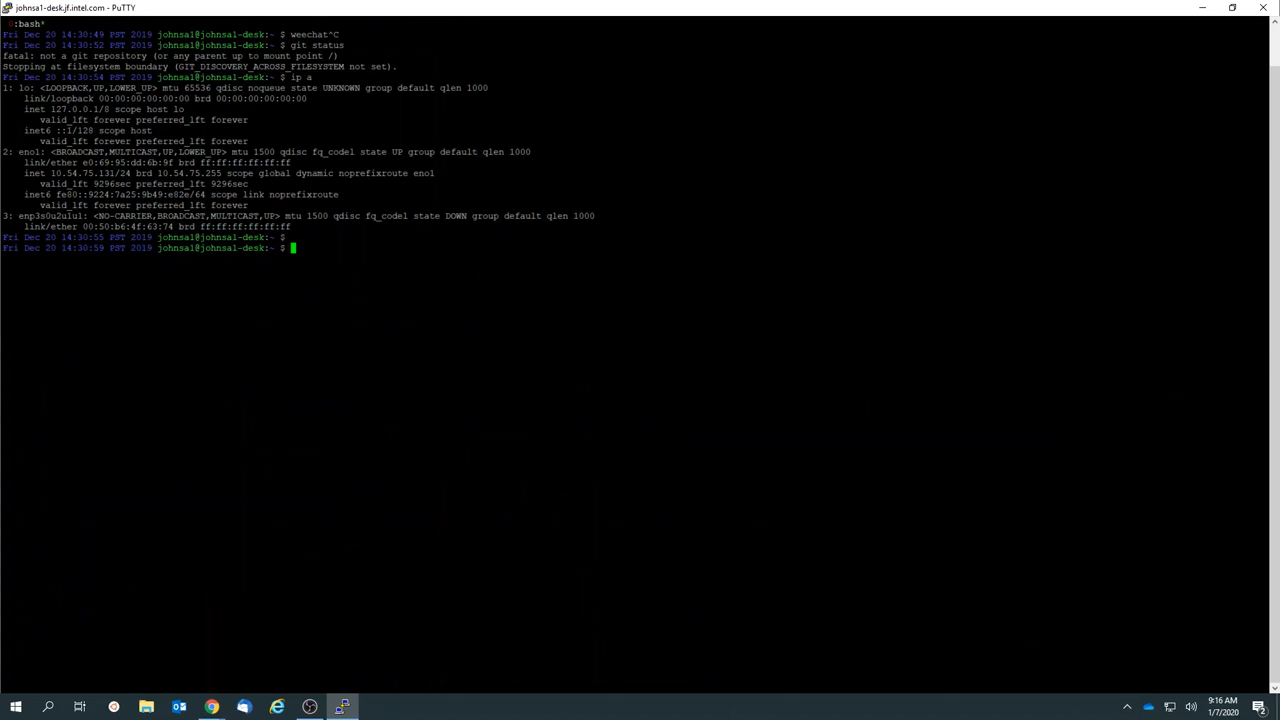 johnsa1-desk.jf.intel.com - PuTTY
0:bash*
Fri Dec 20 14:30:49 PST 2019 johnsa1@johnsa1-desk:~ $ weechat^C
Fri Dec 20 14:30:52 PST 2019 johnsa1@johnsa1-desk:~ $ git status
fatal: not a git repository (or any parent up to mount point /)
Stopping at filesystem boundary (GIT_DISCOVERY_ACROSS_FILESYSTEM not set).
Fri Dec 20 14:30:54 PST 2019 johnsa1@johnsa1-desk:~ $ ip a
1: lo: <LOOPBACK,UP,LOWER_UP> mtu 65536 qdisc noqueue state UNKNOWN group default qlen 1000
link/loopback 00:00:00:00:00:00 brd 00:00:00:00:00:00
inet 127.0.0.1/8 scope host lo
valid_lft forever preferred_lft forever
inet6 ::1/128 scope host
valid_lft forever preferred_lft forever
2: eno1: <BROADCAST,MULTICAST,UP,LOWER_UP> mtu 1500 qdisc fq_codel state UP group default qlen 1000
link/ether e0:69:95:dd:6b:9f brd ff:ff:ff:ff:ff:ff
inet 10.54.75.131/24 brd 10.54.75.255 scope global dynamic noprefixroute eno1
valid_lft 9296sec preferred_lft 9296sec
inet6 fe80::9224:7a25:9b49:e82e/64 scope link noprefixroute
valid_lft forever preferred_lft forever
3: enp3s0u2u1u1: <NO-CARRIER,BROADCAST,MULTICAST,UP> mtu 1500 qdisc fq_codel state DOWN group default qlen 1000
link/ether 00:50:b6:4f:63:74 brd ff:ff:ff:ff:ff:ff
Fri Dec 20 14:30:55 PST 2019 johnsa1@johnsa1-desk:~ $
Fri Dec 20 14:30:59 PST 2019 johnsa1@johnsa1-desk:~ $
9:16 AM
1/7/2020
2